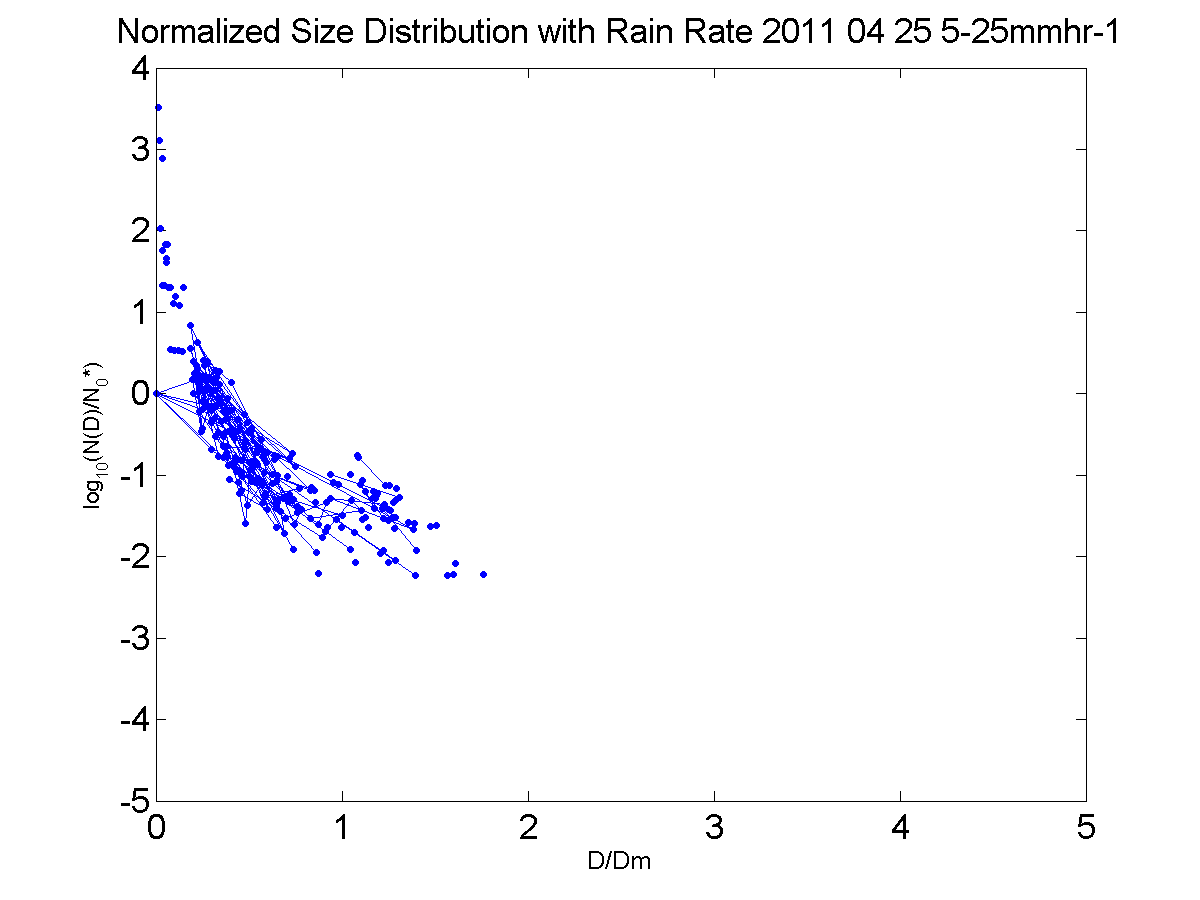 Normalized Size Distribution with Rain Rate 2011 04 25 5-25mmhr-1
4
3
2
1
0
-1
-2
-3
-4
-5
log10(N(D)/N0*)
0 1 2 3 4 5
D/Dm